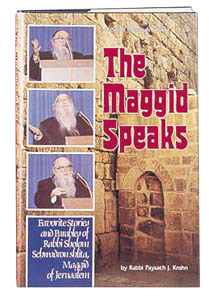 The
Maggid
Speaks
Favorite Stories
and Parables of
Rabbi Sholom
Schwadron shlita,
Maggid
of Jerusalem
by Rabbi Paysach J. Krohn